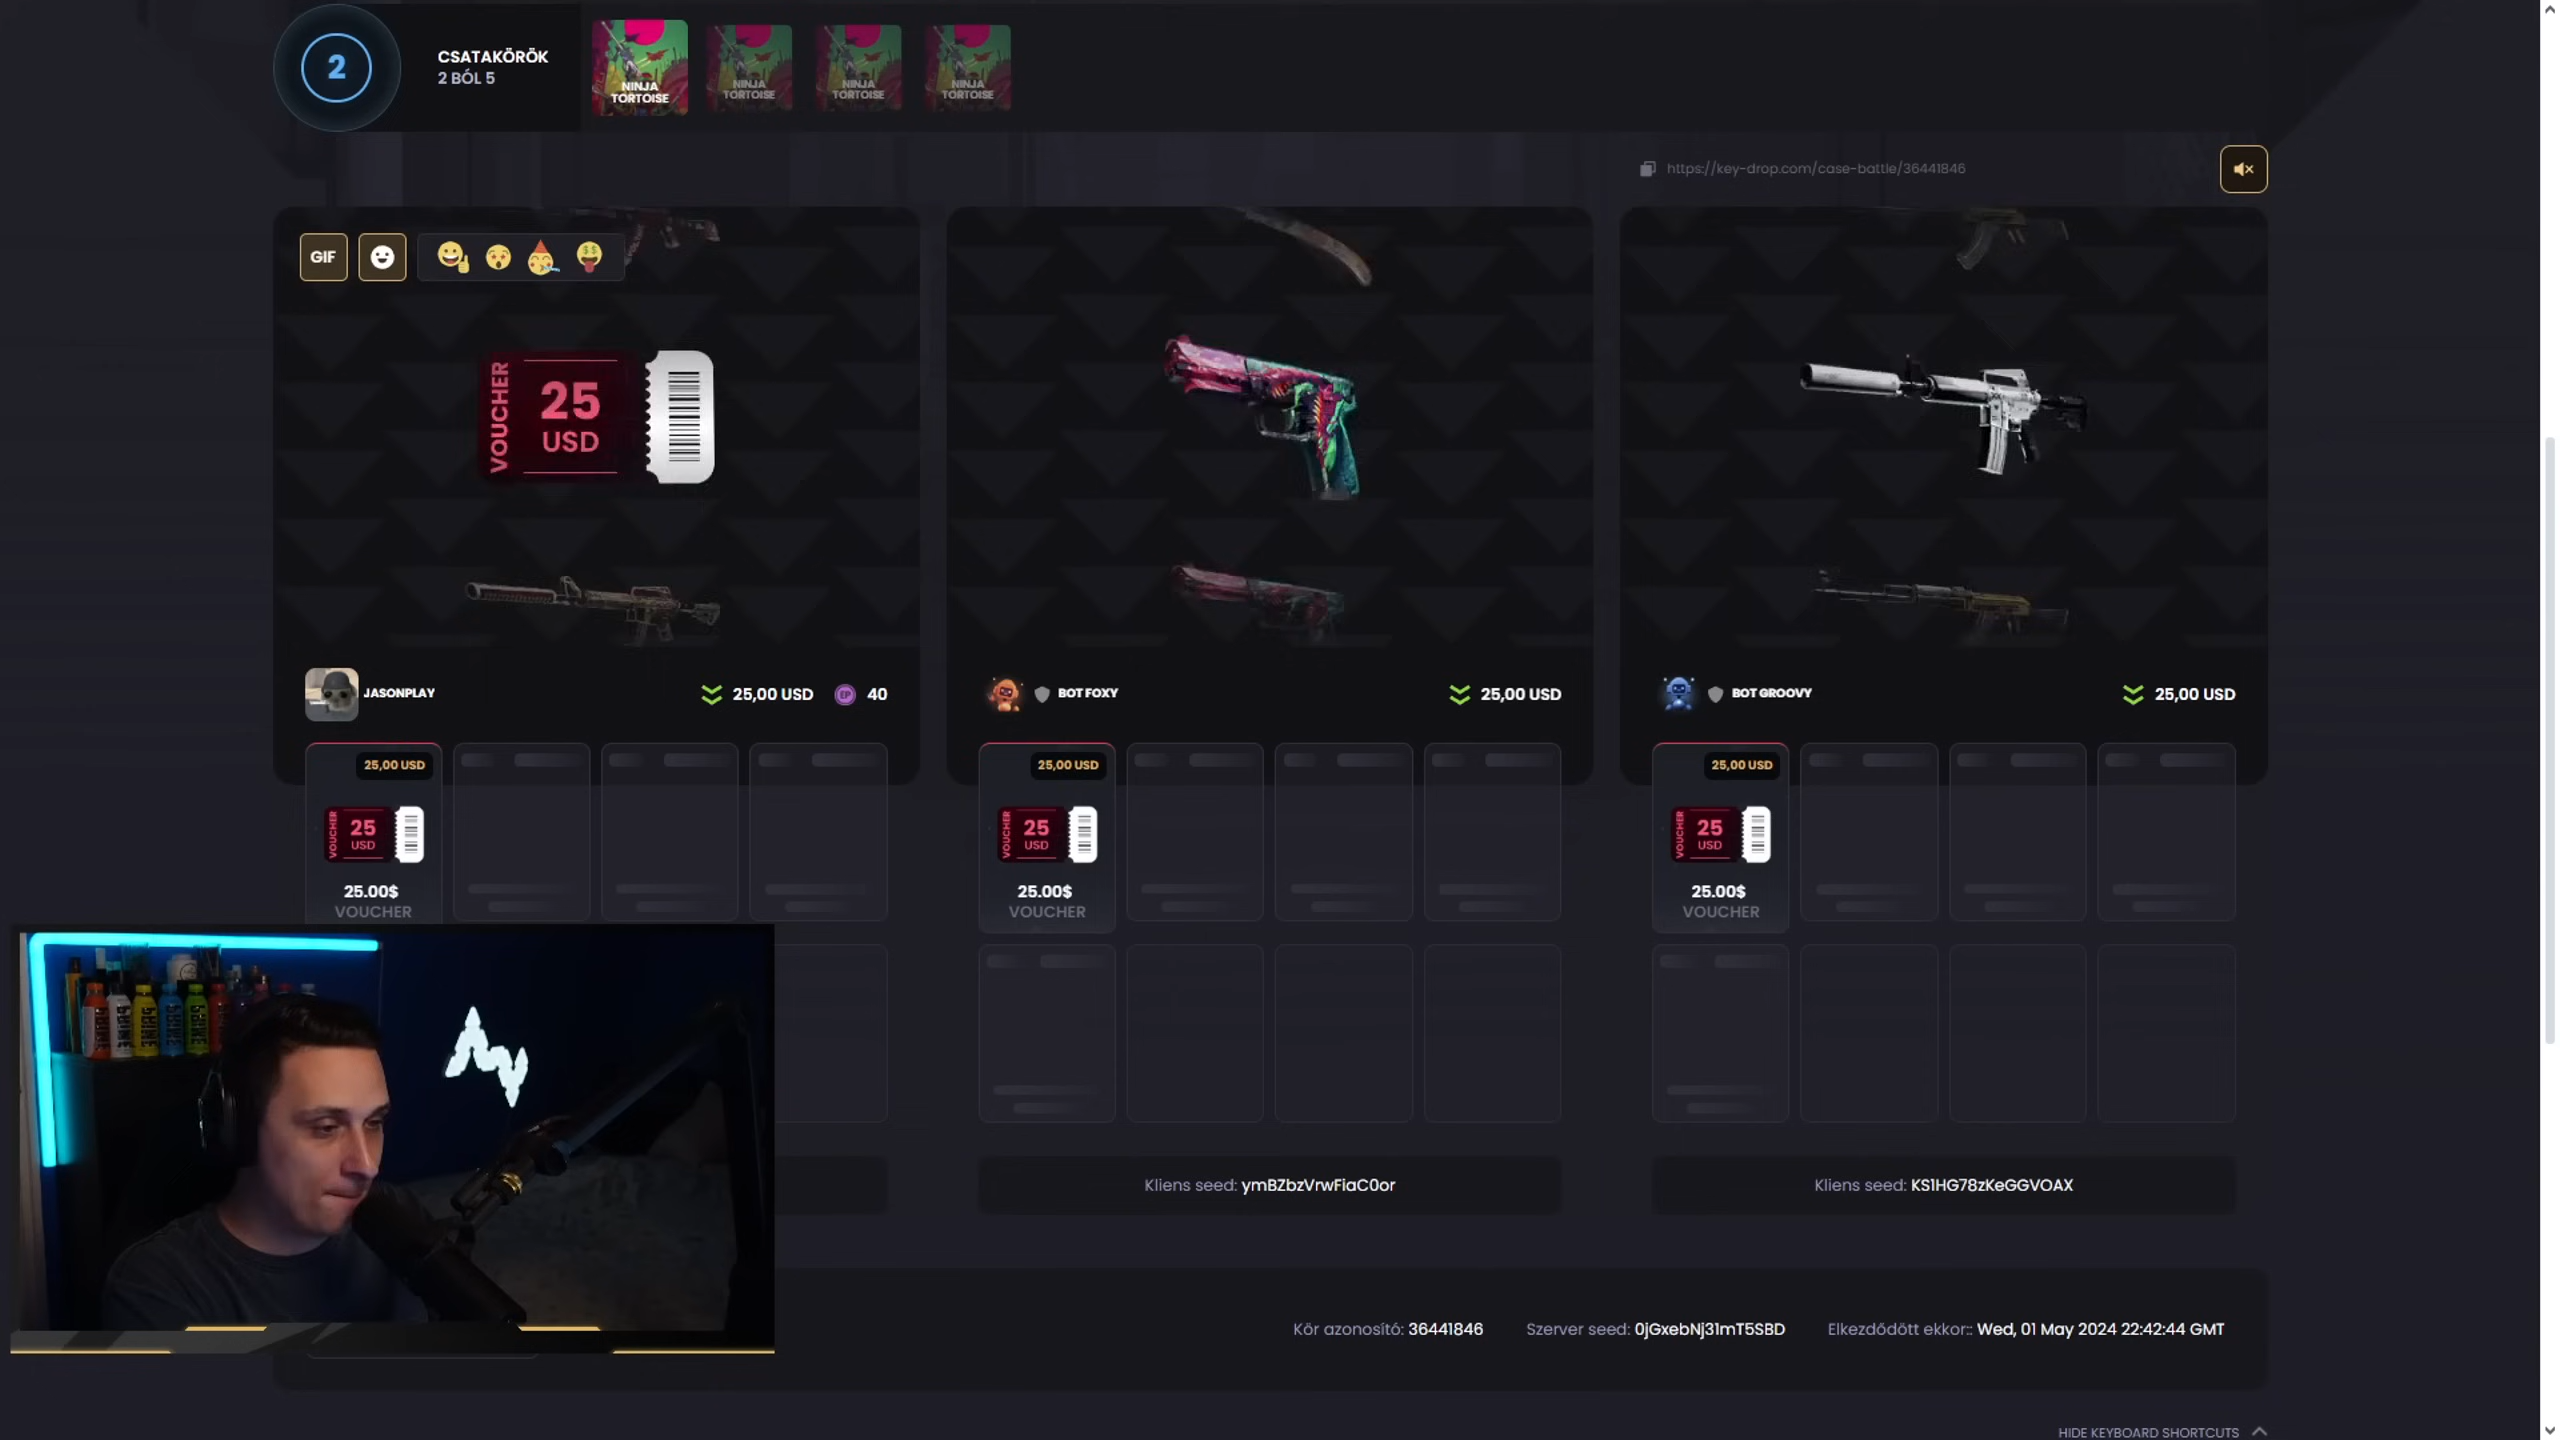 2
CSATAKÖRÖK
2 BÓL 5
NINJA
TORTOISE
NINJA
TORTOISE
NINJA
TORTOISE
NINJA
TORTOISE
https://key-drop.com/case-battle/36441846
GIF
VOUCHER
25
USD
JASONPLAY
25,00 USD
40
BOT FOXY
25,00 USD
BOT GROOVY
25,00 USD
25,00 USD
VOUCHER
25
USD
25.00$
VOUCHER
25,00 USD
VOUCHER
25
USD
25.00$
VOUCHER
25,00 USD
VOUCHER
25
USD
25.00$
VOUCHER
Kliens seed: ymBZbzVrwFiaC0or
Kliens seed: KS1HG78zKeGGVOAX
Kör azonosító: 36441846
Szerver seed: 0jGxebNj31mT5SBD
Elkezdődött ekkor:: Wed, 01 May 2024 22:42:44 GMT
HIDE KEYBOARD SHORTCUTS